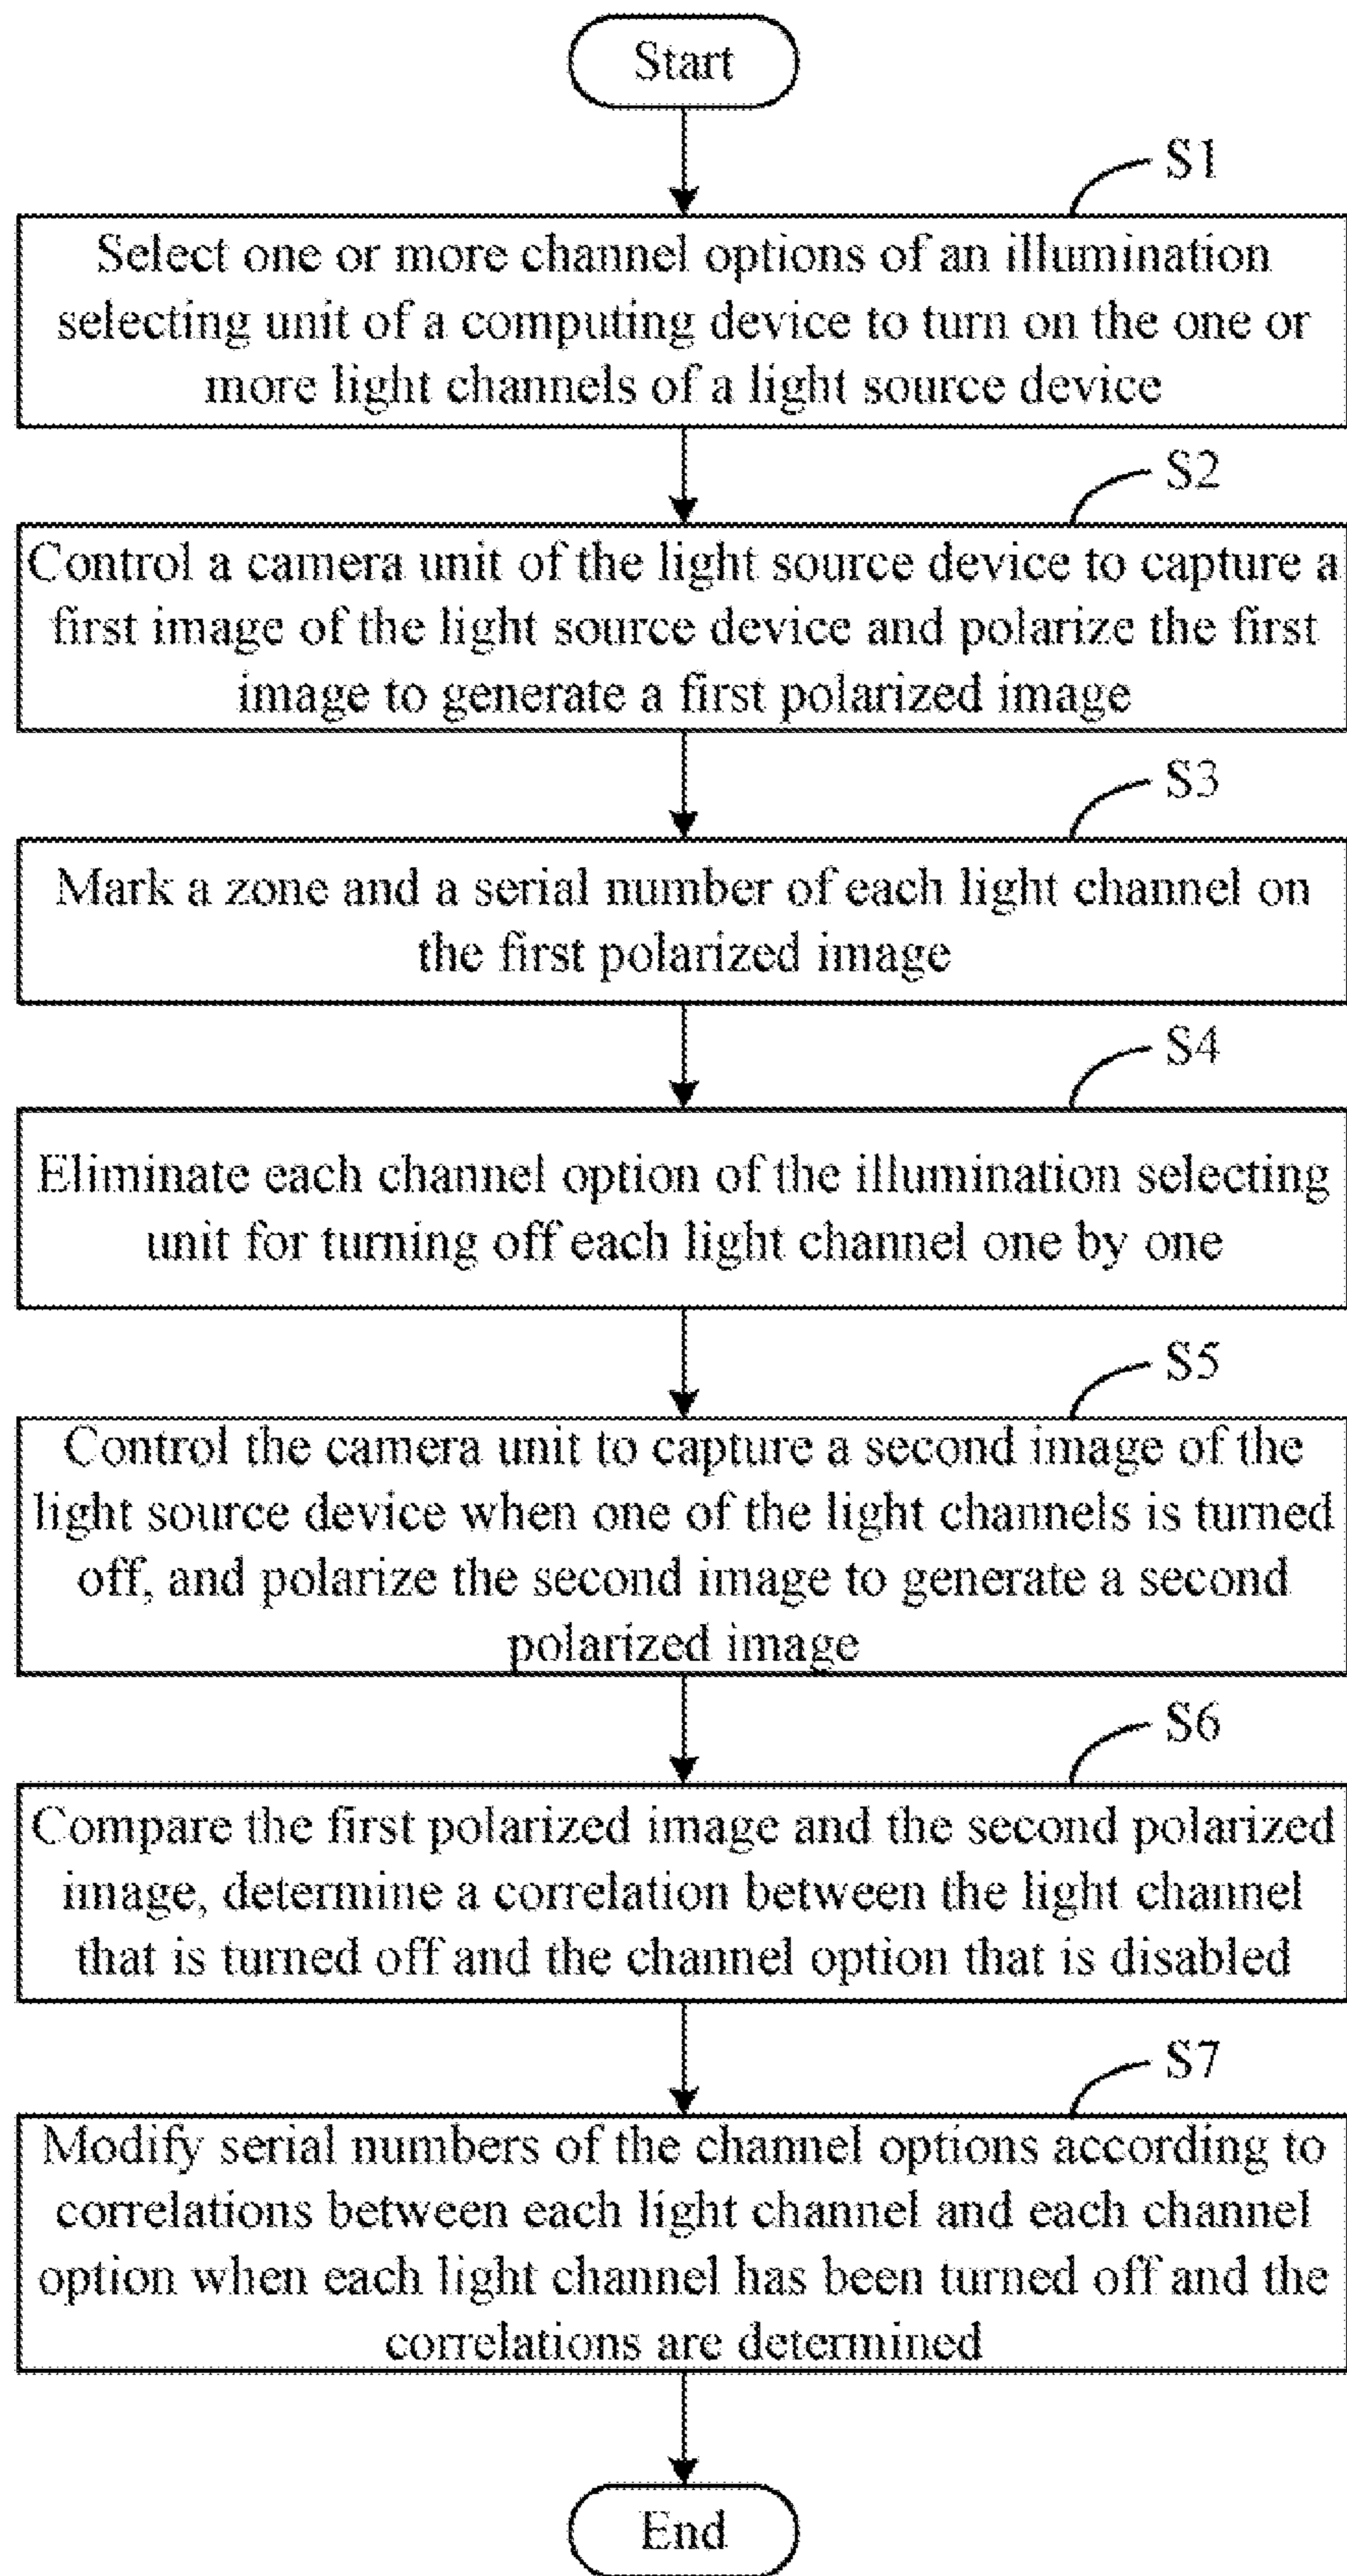 Start
S1
Select one or more channel options of an illumination
selecting unit of a computing device to turn on the one or
more light channels of a light source device
S2
Control a camera unit of the light source device to capture a
first image of the light source device and polarize the first
image to generate a first polarized image
S3
Mark a zone and a serial number of each light channel on
the first polarized image
S4
Eliminate each channel option of the illumination selecting
unit for turning off each light channel one by one
S5
Control the camera unit to capture a second image of the
light source device when one of the light channels is turned
off, and polarize the second image to generate a second
polarized image
S6
Compare the first polarized image and the second polarized
image, determine a correlation between the light channel
that is turned off and the channel option that is disabled
S7
Modify serial numbers of the channel options according to
correlations between each light channel and each channel
option when each light channel has been turned off and the
correlations are determined
End